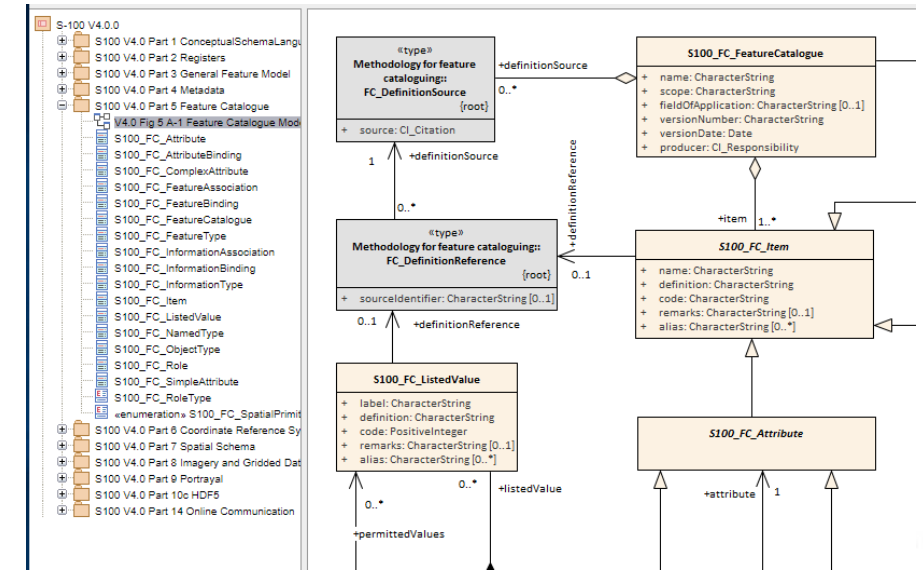 S-100 V4.0.0
S100 V4.0 Part 1 ConceptualSchemaLangu
S100 V4.0 Part 2 Registers
S100 V4.0 Part 3 General Feature Model
S100 V4.0 Part 4 Metadata
S100 V4.0 Part 5 Feature Catalogue
V4.0 Fig 5 A-1 Feature Catalogue Mode
S100_FC_Attribute
S100_FC_AttributeBinding
S100_FC_ComplexAttribute
S100_FC_FeatureAssociation
S100_FC_FeatureBinding
S100_FC_FeatureCatalogue
S100_FC_FeatureType
S100_FC_InformationAssociation
S100_FC_InformationBinding
S100_FC_InformationType
S100_FC_Item
S100_FC_ListedValue
S100_FC_NamedType
S100_FC_ObjectType
S100_FC_Role
S100_FC_SimpleAttribute
S100_FC_RoleType
«enumeration» S100_FC_SpatialPrimit
S100 V4.0 Part 6 Coordinate Reference Sy
S100 V4.0 Part 7 Spatial Schema
S100 V4.0 Part 8 Imagery and Gridded Dat
S100 V4.0 Part 9 Portrayal
S100 V4.0 Part 10c HDF5
S100 V4.0 Part 14 Online Communication
«type»
Methodology for feature
cataloguing::
FC_DefinitionSource
{root}
+ source: CI_Citation
+definitionSource
0..*
S100_FC_FeatureCatalogue
+ name: CharacterString
+ scope: CharacterString
+ fieldOfApplication: CharacterString [0..1]
+ versionNumber: CharacterString
+ versionDate: Date
+ producer: CI_Responsibility
1
+definitionSource
0..*
+definitionReference
0..1
+item
1..*
«type»
Methodology for feature cataloguing::
FC_DefinitionReference
{root}
+ sourceIdentifier: CharacterString [0..1]
S100_FC_Item
+ name: CharacterString
+ definition: CharacterString
+ code: CharacterString
+ remarks: CharacterString [0..1]
+ alias: CharacterString [0..*]
0..1
+definitionReference
S100_FC_ListedValue
+ label: CharacterString
+ definition: CharacterString
+ code: PositiveInteger
+ remarks: CharacterString [0..1]
+ alias: CharacterString [0..*]
S100_FC_Attribute
0..*
+permittedValues
0..*
+listedValue
+attribute
1